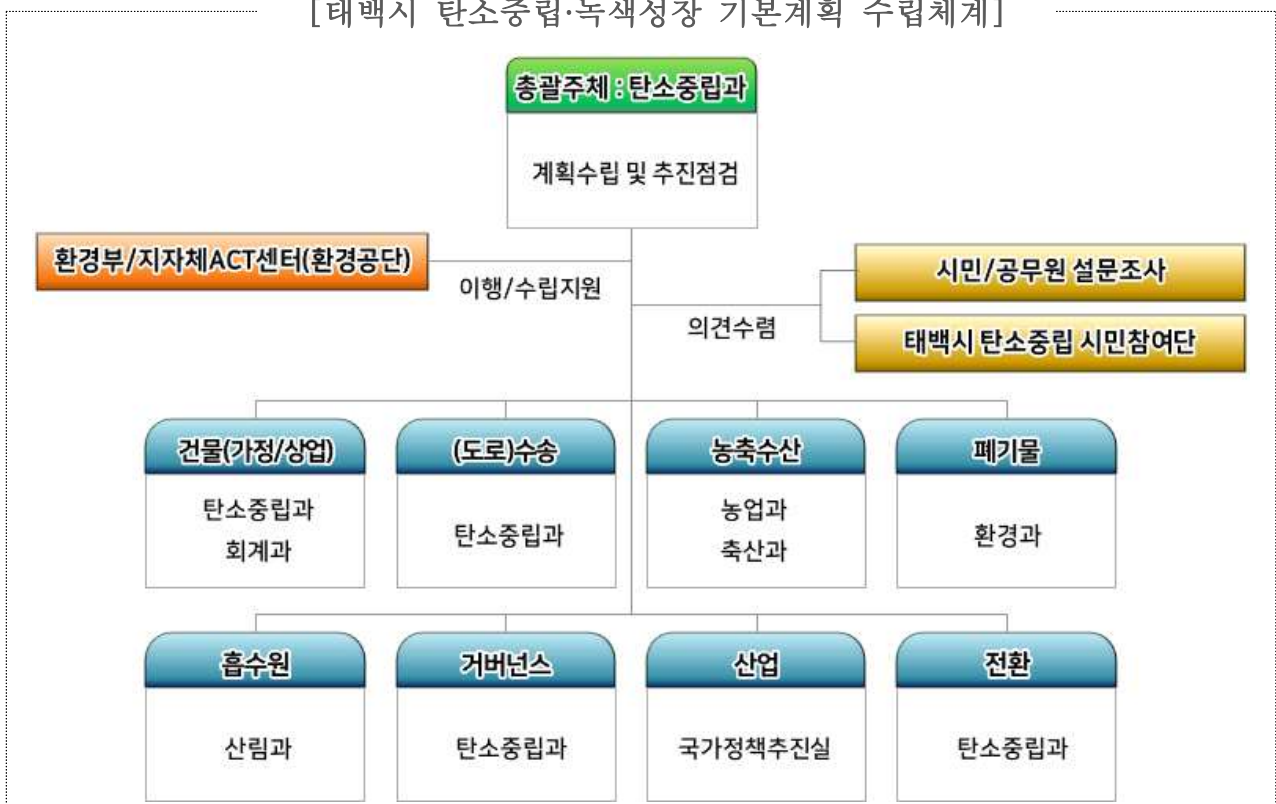 [태백시 탄소중립·녹색성장 기본계획 수립체계]
총괄주체 : 탄소중립과
계획수립 및 추진점검
환경부/지자체ACT센터(환경공단)
이행/수립지원
시민/공무원 설문조사
의견수렴
태백시 탄소중립 시민참여단
건물(가정/상업)
탄소중립과
회계과
(도로)수송
탄소중립과
농축수산
농업과
축산과
폐기물
환경과
흡수원
산림과
거버넌스
탄소중립과
산업
국가정책추진실
전환
탄소중립과